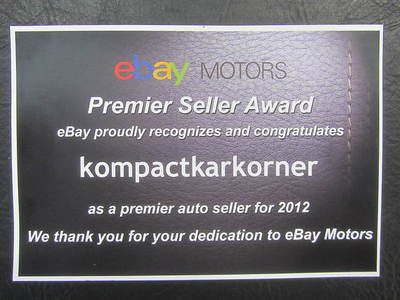 ebay MOTORS
Premier Seller Award
eBay proudly recognizes and congratulates
kompactkarkorner
as a premier auto seller for 2012
We thank you for your dedication to eBay Motors